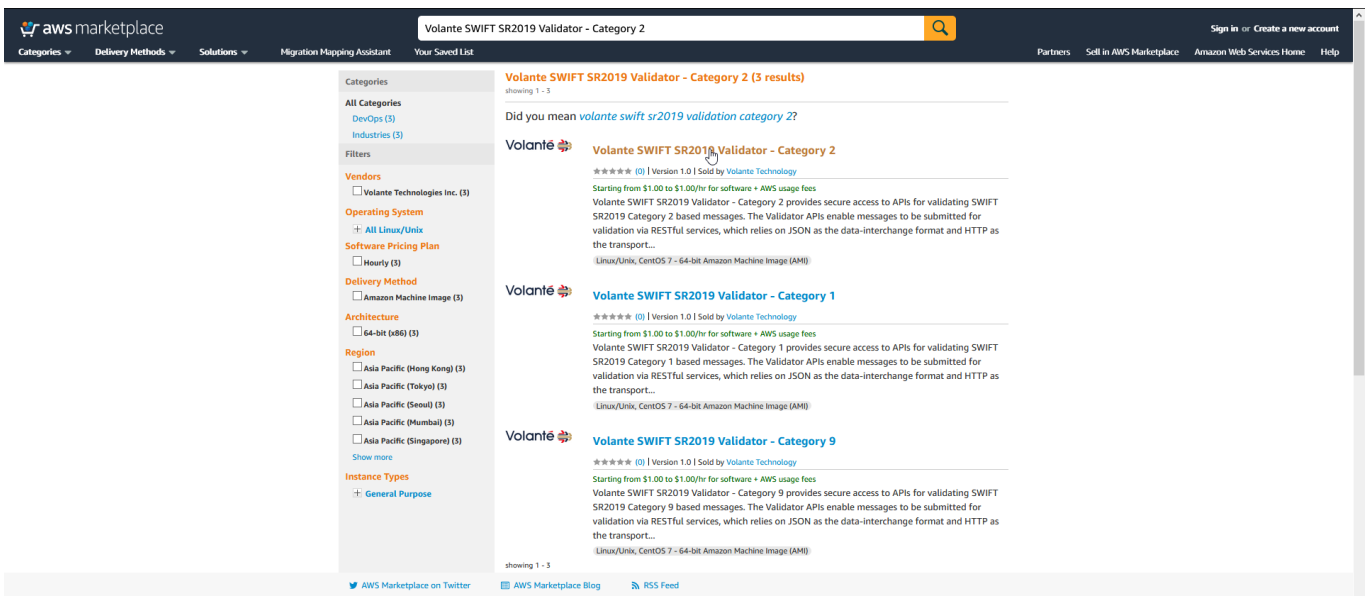 aws marketplace
Volante SWIFT SR2019 Validator - Category 2
Sign in or Create a new account
Categories
Delivery Methods
Solutions
Migration Mapping Assistant
Your Saved List
Partners
Sell in AWS Marketplace
Amazon Web Services Home
Help
Categories
All Categories
DevOps (3)
Industries (3)
Filters
Vendors
Volante Technologies Inc. (3)
Operating System
All Linux/Unix
Software Pricing Plan
Hourly (3)
Delivery Method
Amazon Machine Image (3)
Architecture
64-bit (x86) (3)
Region
Asia Pacific (Hong Kong) (3)
Asia Pacific (Tokyo) (3)
Asia Pacific (Seoul) (3)
Asia Pacific (Mumbai) (3)
Asia Pacific (Singapore) (3)
Show more
Instance Types
General Purpose
Volante SWIFT SR2019 Validator - Category 2 (3 results)
showing 1 - 3
Did you mean volante swift sr2019 validation category 2?
Volanté
Volante SWIFT SR2019 Validator - Category 2
(0) | Version 1.0 | Sold by Volante Technology
Starting from $1.00 to $1.00/hr for software + AWS usage fees
Volante SWIFT SR2019 Validator - Category 2 provides secure access to APIs for validating SWIFT
SR2019 Category 2 based messages. The Validator APIs enable messages to be submitted for
validation via RESTful services, which relies on JSON as the data-interchange format and HTTP as
the transport...
Linux/Unix, CentOS 7 - 64-bit Amazon Machine Image (AMI)
Volanté
Volante SWIFT SR2019 Validator - Category 1
(0) | Version 1.0 | Sold by Volante Technology
Starting from $1.00 to $1.00/hr for software + AWS usage fees
Volante SWIFT SR2019 Validator - Category 1 provides secure access to APIs for validating SWIFT
SR2019 Category 1 based messages. The Validator APIs enable messages to be submitted for
validation via RESTful services, which relies on JSON as the data-interchange format and HTTP as
the transport...
Linux/Unix, CentOS 7 - 64-bit Amazon Machine Image (AMI)
Volanté
Volante SWIFT SR2019 Validator - Category 9
(0) | Version 1.0 | Sold by Volante Technology
Starting from $1.00 to $1.00/hr for software + AWS usage fees
Volante SWIFT SR2019 Validator - Category 9 provides secure access to APIs for validating SWIFT
SR2019 Category 9 based messages. The Validator APIs enable messages to be submitted for
validation via RESTful services, which relies on JSON as the data-interchange format and HTTP as
the transport...
Linux/Unix, CentOS 7 - 64-bit Amazon Machine Image (AMI)
showing 1 - 3
AWS Marketplace on Twitter
AWS Marketplace Blog
RSS Feed